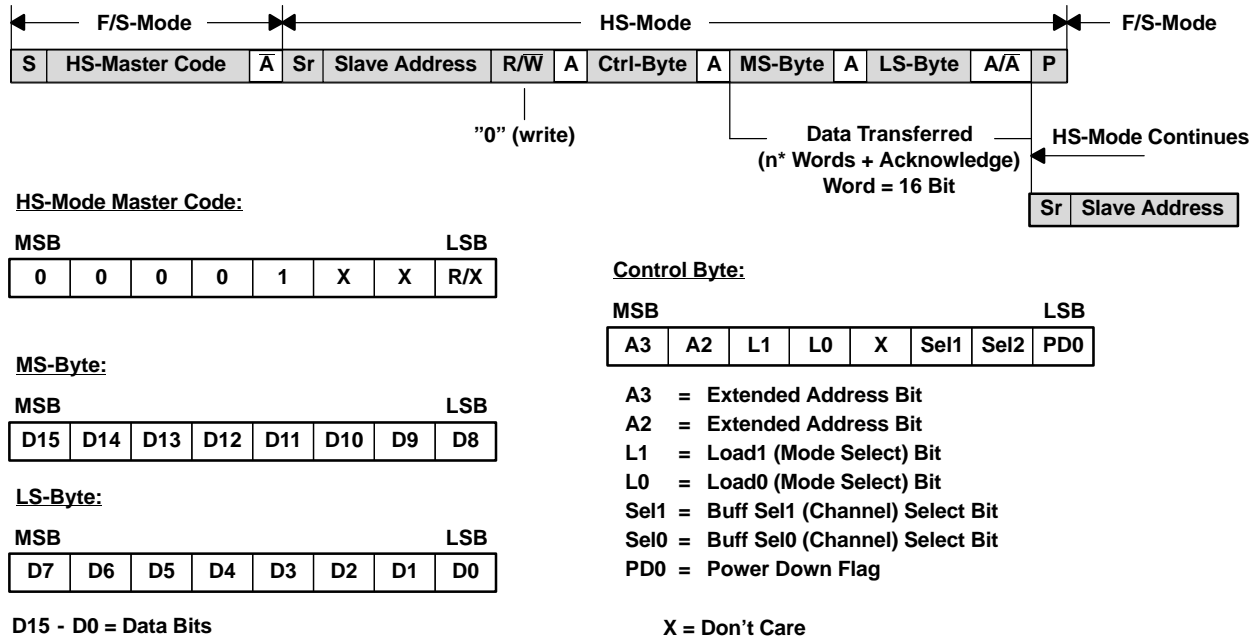 F/S-Mode HS-Mode F/S-Mode
S HS-Master Code A̅ Sr Slave Address R/W̅ A Ctrl-Byte A MS-Byte A LS-Byte A/A̅ P
”0” (write)
Data Transferred
(n* Words + Acknowledge)
Word = 16 Bit
HS-Mode Continues
Sr Slave Address
HS-Mode Master Code:
MSB LSB
0 0 0 0 1 X X R/X
MS-Byte:
MSB LSB
D15 D14 D13 D12 D11 D10 D9 D8
LS-Byte:
MSB LSB
D7 D6 D5 D4 D3 D2 D1 D0
D15 - D0 = Data Bits
Control Byte:
MSB LSB
A3 A2 L1 L0 X Sel1 Sel2 PD0
A3 = Extended Address Bit
A2 = Extended Address Bit
L1 = Load1 (Mode Select) Bit
L0 = Load0 (Mode Select) Bit
Sel1 = Buff Sel1 (Channel) Select Bit
Sel0 = Buff Sel0 (Channel) Select Bit
PD0 = Power Down Flag
X = Don’t Care